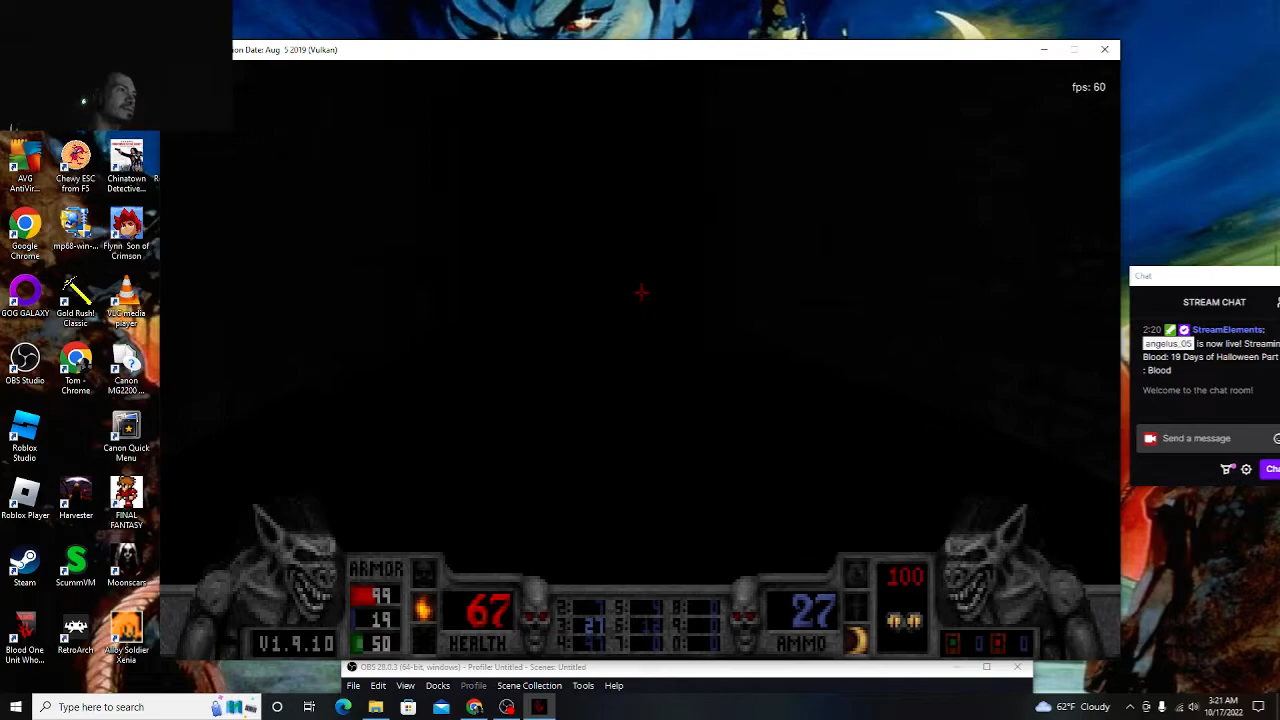 on Date: Aug 5 2019 (Vulkan)
fps: 60
AVG
AntiVir...
Chewy ESC
from F5
Chinatown
Detective...
Google
Chrome
mp68-win-...
Flynn Son of
Crimson
GOG GALAXY
Gold Rush!
Classic
VLC media
player
OBS Studio
Tom -
Chrome
Canon
MG2200 ...
Roblox
Studio
Canon Quick
Menu
Roblox Player
Harvester
FINAL
FANTASY
Steam
ScummVM
Mooncars
Blood One
Unit Who...
RetroArch
Alloy Soldier
Xenia
Chat
STREAM CHAT
2:20 StreamElements:
angelus_05 is now live! Streamin
Blood: 19 Days of Halloween Part
: Blood
Welcome to the chat room!
Send a message
Cha
ARMOR
99
19
50
V1.9.10
67
HEALTH
27
AMMO
100
0 0
OBS 28.0.3 (64-bit, windows) - Profile: Untitled - Scenes: Untitled
File Edit View Docks Profile Scene Collection Tools Help
Type here to search
62°F Cloudy
3:21 AM
10/17/2022